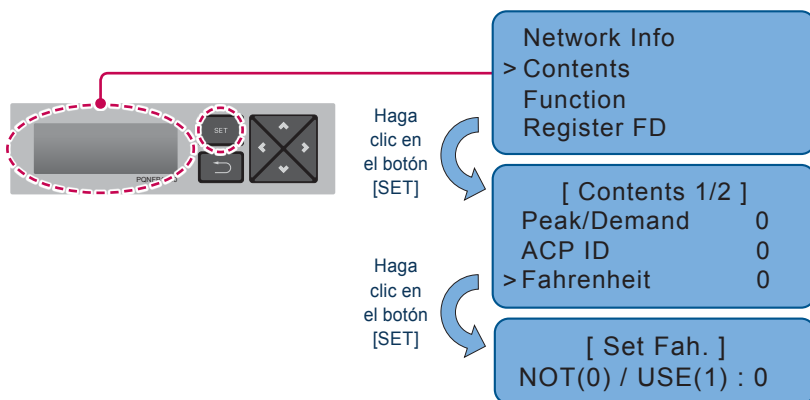 Network Info
> Contents
Function
Register FD
Haga
clic en
el botón
[SET]
SET
[ Contents 1/2 ]
Peak/Demand 0
ACP ID 0
> Fahrenheit 0
Haga
clic en
el botón
[SET]
[ Set Fah. ]
NOT(0) / USE(1) : 0